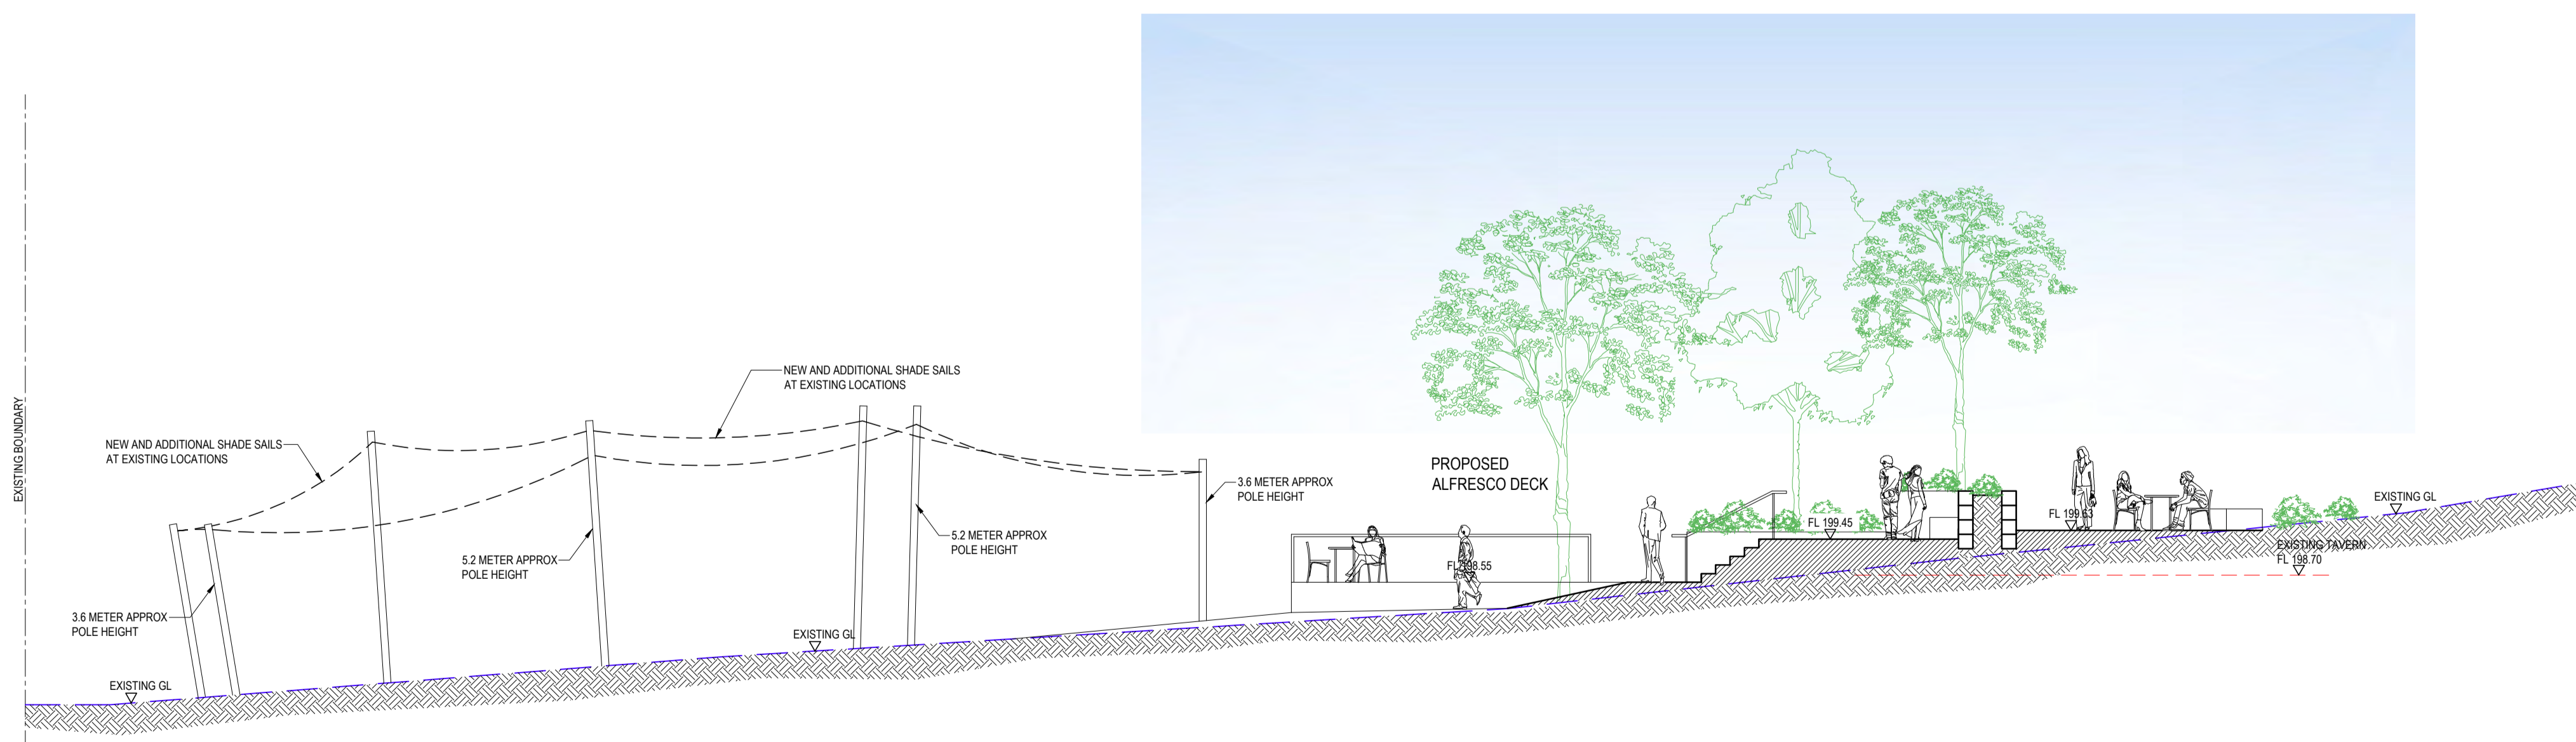 EXISTING BOUNDARY
NEW AND ADDITIONAL SHADE SAILS
AT EXISTING LOCATIONS
NEW AND ADDITIONAL SHADE SAILS
AT EXISTING LOCATIONS
3.6 METER APPROX
POLE HEIGHT
5.2 METER APPROX
POLE HEIGHT
5.2 METER APPROX
POLE HEIGHT
3.6 METER APPROX
POLE HEIGHT
EXISTING GL
EXISTING GL
PROPOSED
ALFRESCO DECK
FL 198.55
FL 199.45
FL 199.63
EXISTING GL
EXISTING TAVERN
FL 198.70